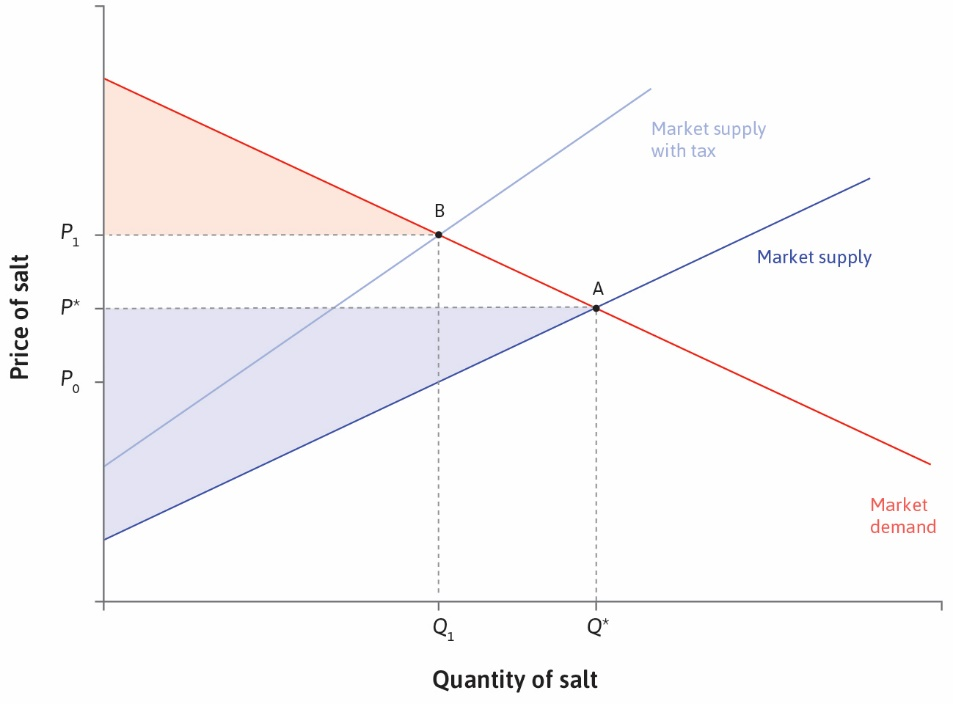 Market supply
with tax
B
P1
Market supply
A
P*
P0
Price of salt
Market
demand
Q1
Q*
Quantity of salt